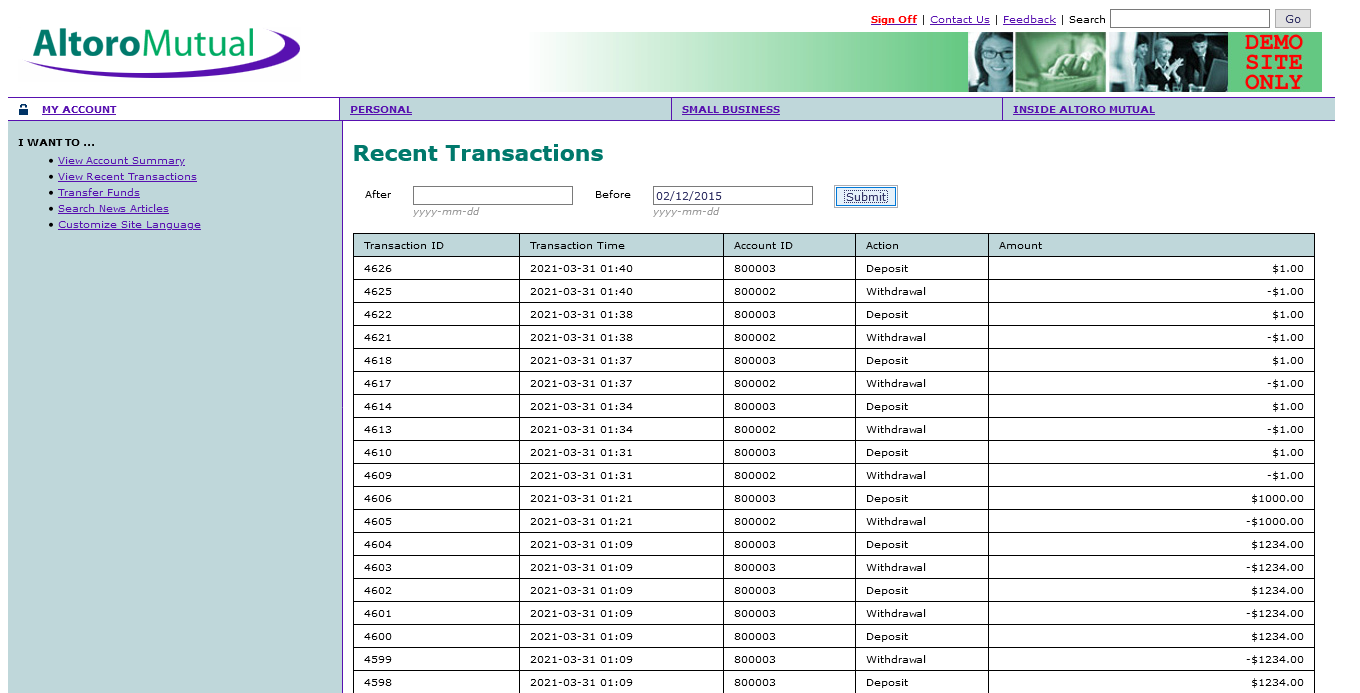 Sign Off | Contact Us | Feedback | Search Go
AltoroMutual
DEMO
SITE
ONLY
MY ACCOUNT PERSONAL SMALL BUSINESS INSIDE ALTORO MUTUAL
I WANT TO ...
• View Account Summary
• View Recent Transactions
• Transfer Funds
• Search News Articles
• Customize Site Language
Recent Transactions
After Before 02/12/2015 Submit
yyyy-mm-dd yyyy-mm-dd
Transaction ID Transaction Time Account ID Action Amount
4626 2021-03-31 01:40 800003 Deposit $1.00
4625 2021-03-31 01:40 800002 Withdrawal -$1.00
4622 2021-03-31 01:38 800003 Deposit $1.00
4621 2021-03-31 01:38 800002 Withdrawal -$1.00
4618 2021-03-31 01:37 800003 Deposit $1.00
4617 2021-03-31 01:37 800002 Withdrawal -$1.00
4614 2021-03-31 01:34 800003 Deposit $1.00
4613 2021-03-31 01:34 800002 Withdrawal -$1.00
4610 2021-03-31 01:31 800003 Deposit $1.00
4609 2021-03-31 01:31 800002 Withdrawal -$1.00
4606 2021-03-31 01:21 800003 Deposit $1000.00
4605 2021-03-31 01:21 800002 Withdrawal -$1000.00
4604 2021-03-31 01:09 800003 Deposit $1234.00
4603 2021-03-31 01:09 800003 Withdrawal -$1234.00
4602 2021-03-31 01:09 800003 Deposit $1234.00
4601 2021-03-31 01:09 800003 Withdrawal -$1234.00
4600 2021-03-31 01:09 800003 Deposit $1234.00
4599 2021-03-31 01:09 800003 Withdrawal -$1234.00
4598 2021-03-31 01:09 800003 Deposit $1234.00